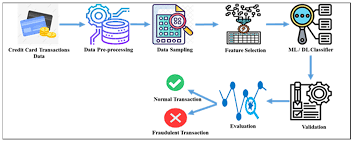 Credit Card Transactions
Data
Data Pre-processing
Data Sampling
Feature Selection
ML/ DL Classifier
Normal Transaction
Fraudulent Transaction
Evaluation
Validation